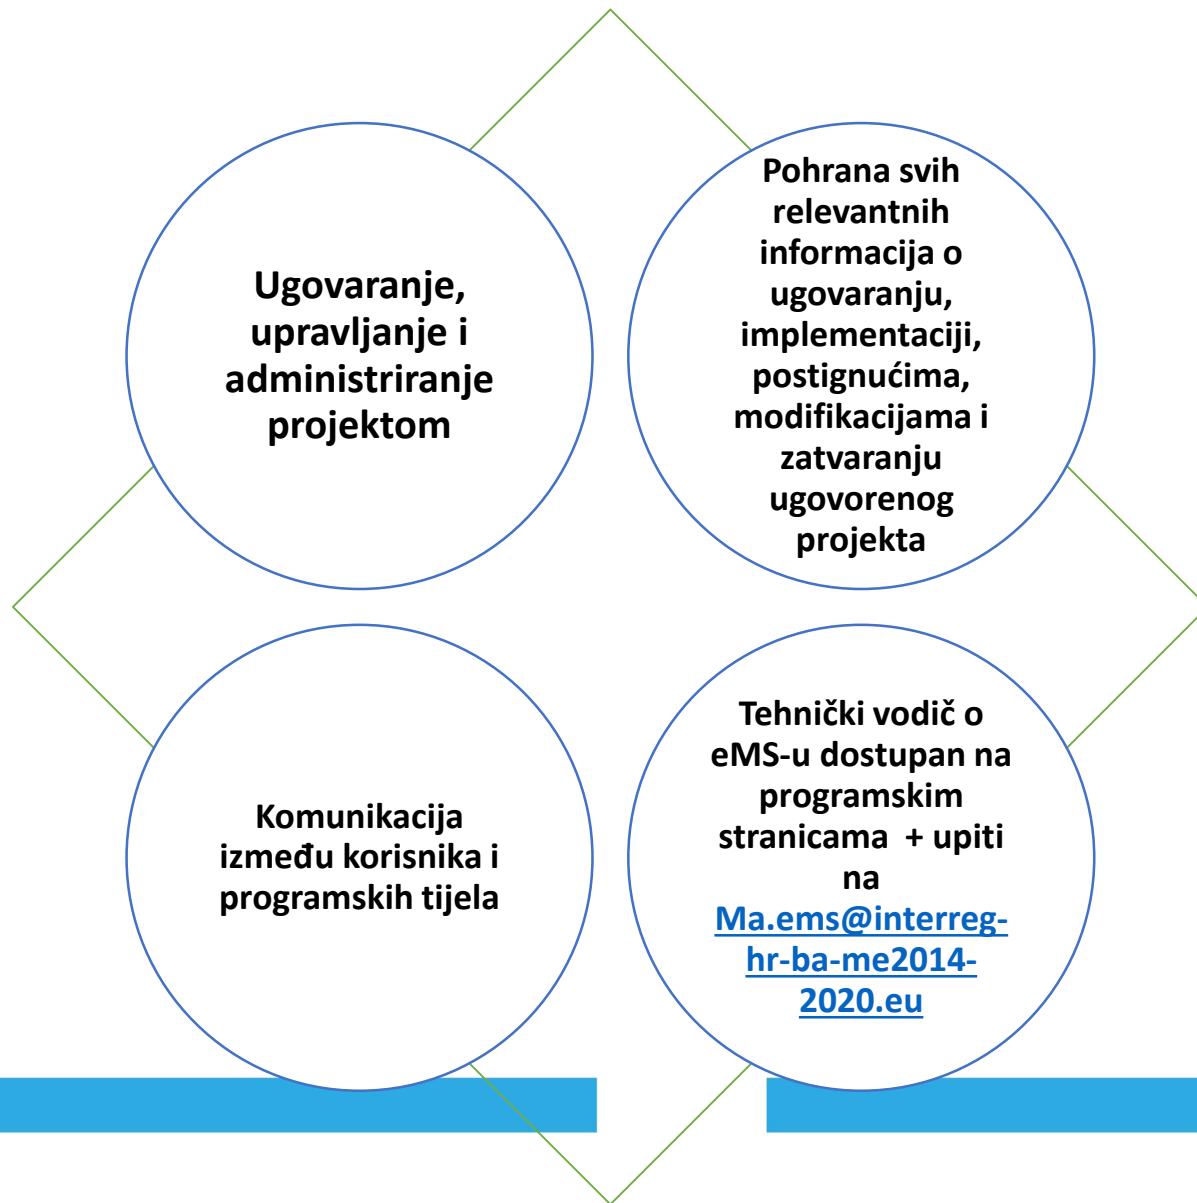 Ugovaranje,
upravljanje i
administriranje
projektom
Pohrana svih
relevantnih
informacija o
ugovaranju,
implementaciji,
postignućima,
modifikacijama i
zatvaranju
ugovorenog
projekta
Komunikacija
između korisnika i
programskih tijela
Tehnički vodič o
eMS-u dostupan na
programskim
stranicama + upiti
na
Ma.ems@interreg-
hr-ba-me2014-
2020.eu